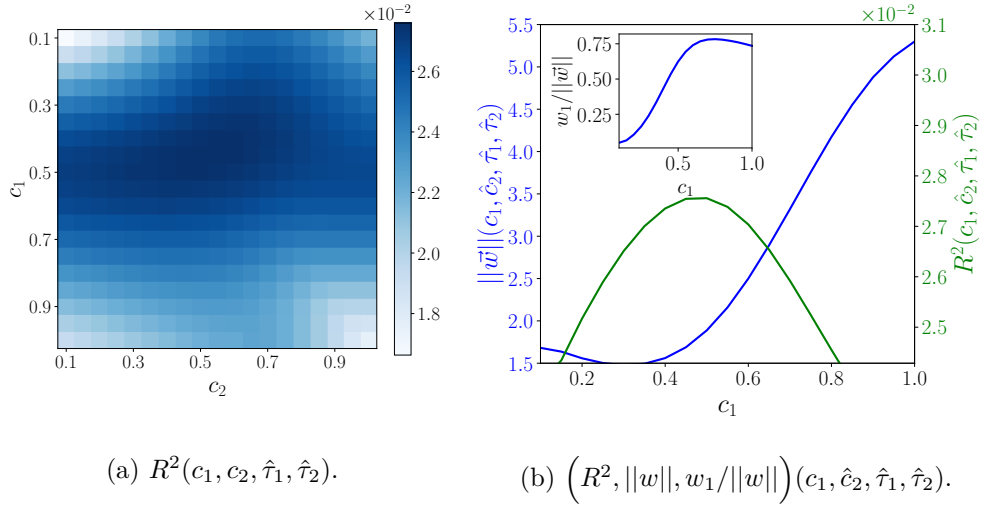 ×10⁻²
0.1
0.3
0.5
0.7
0.9
c₁
0.1 0.3 0.5 0.7 0.9
c₂
2.6
2.4
2.2
2.0
1.8
(a) R²(c₁, c₂, τ̂₁, τ̂₂).
×10⁻²
5.5
5.0
4.5
4.0
3.5
3.0
2.5
2.0
1.5
||w⃗||(c₁, ĉ₂, τ̂₁, τ̂₂)
0.75
0.50
0.25
w₁/||w⃗||
0.5 1.0
c₁
3.1
3.0
2.9
2.8
2.7
2.6
2.5
R²(c₁, ĉ₂, τ̂₁, τ̂₂)
0.2 0.4 0.6 0.8 1.0
c₁
(b) (R², ||w||, w₁/||w||)(c₁, ĉ₂, τ̂₁, τ̂₂).